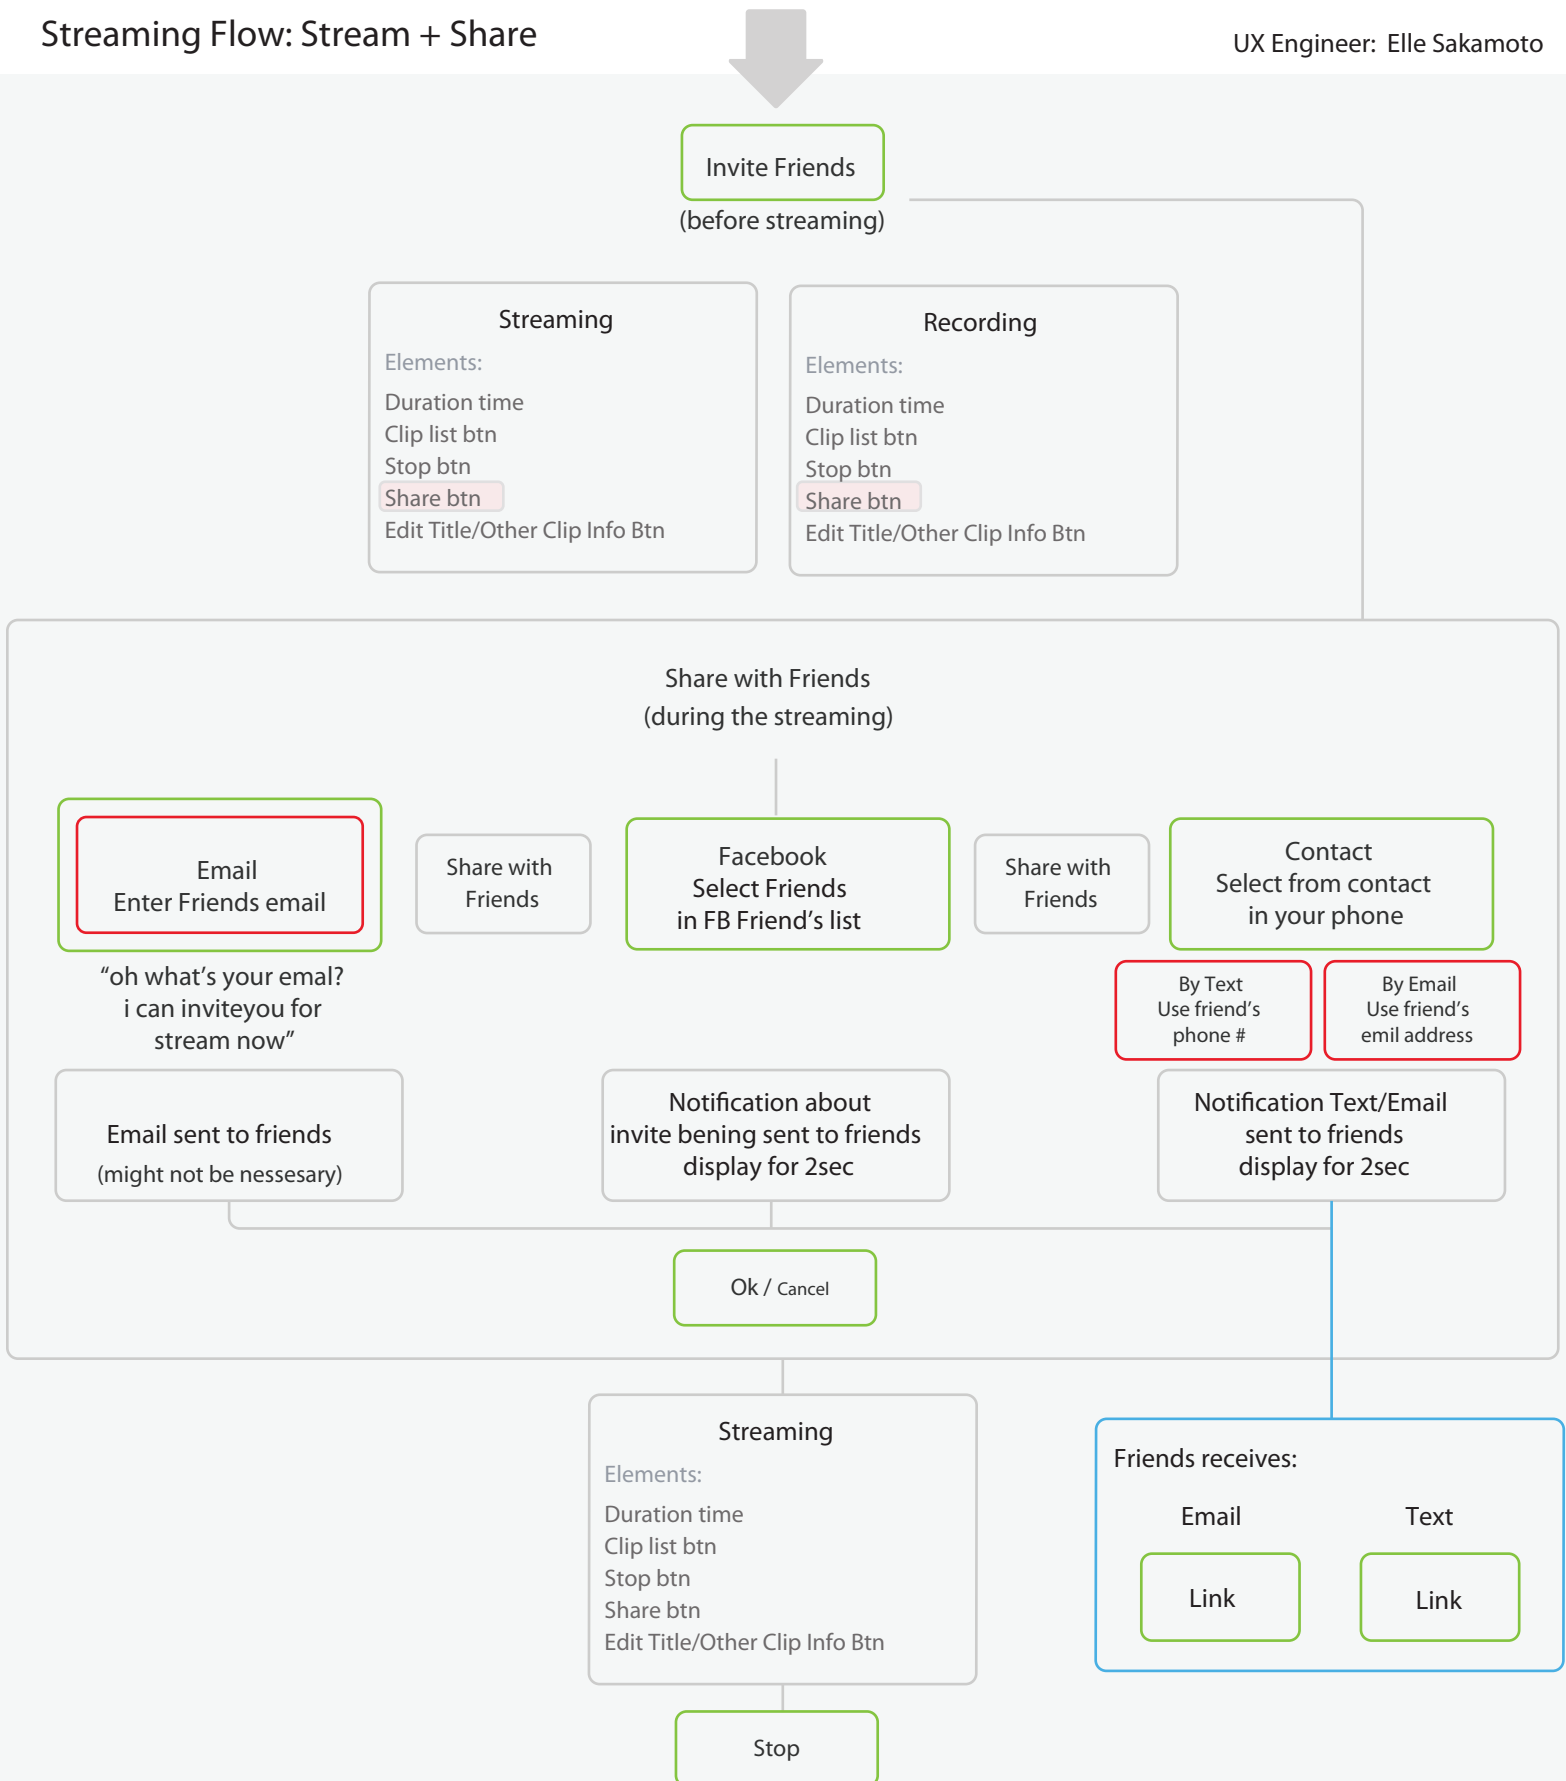 Streaming Flow: Stream + Share
UX Engineer: Elle Sakamoto
Invite Friends
(before streaming)
Streaming
Elements:
Duration time
Clip list btn
Stop btn
Share btn
Edit Title/Other Clip Info Btn
Recording
Elements:
Duration time
Clip list btn
Stop btn
Share btn
Edit Title/Other Clip Info Btn
Share with Friends
(during the streaming)
Email
Enter Friends email
"oh what's your emal?
i can inviteyou for
stream now"
Share with
Friends
Facebook
Select Friends
in FB Friend's list
Share with
Friends
Contact
Select from contact
in your phone
By Text
Use friend's
phone #
By Email
Use friend's
emil address
Email sent to friends
(might not be nessesary)
Notification about
invite bening sent to friends
display for 2sec
Notification Text/Email
sent to friends
display for 2sec
Ok / Cancel
Streaming
Elements:
Duration time
Clip list btn
Stop btn
Share btn
Edit Title/Other Clip Info Btn
Friends receives:
Email
Text
Link
Link
Stop